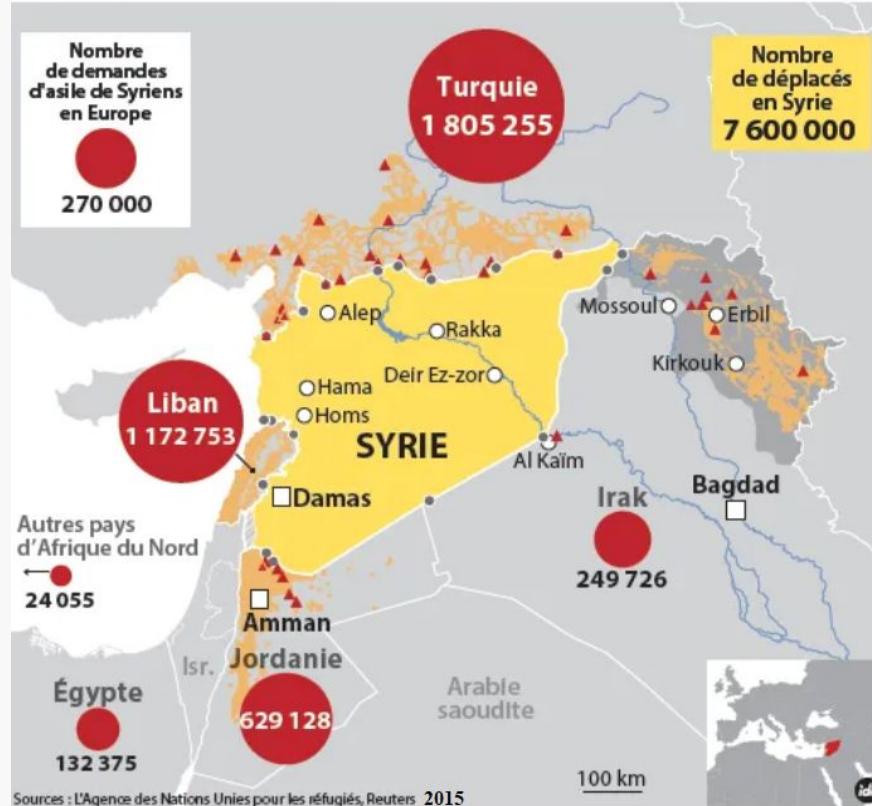 Nombre
de demandes
d'asile de Syriens
en Europe
270 000
Turquie
1 805 255
Nombre
de déplacés
en Syrie
7 600 000
Alep
Rakka
Mossoul
Erbil
Kirkouk
Deir Ez-zor
Hama
Homs
Liban
1 172 753
SYRIE
Al Kaïm
Damas
Irak
249 726
Bagdad
Autres pays
d'Afrique du Nord
24 055
Amman
Isr.
Jordanie
629 128
Égypte
132 375
Arabie
saoudite
100 km
Sources : L'Agence des Nations Unies pour les réfugiés, Reuters 2015